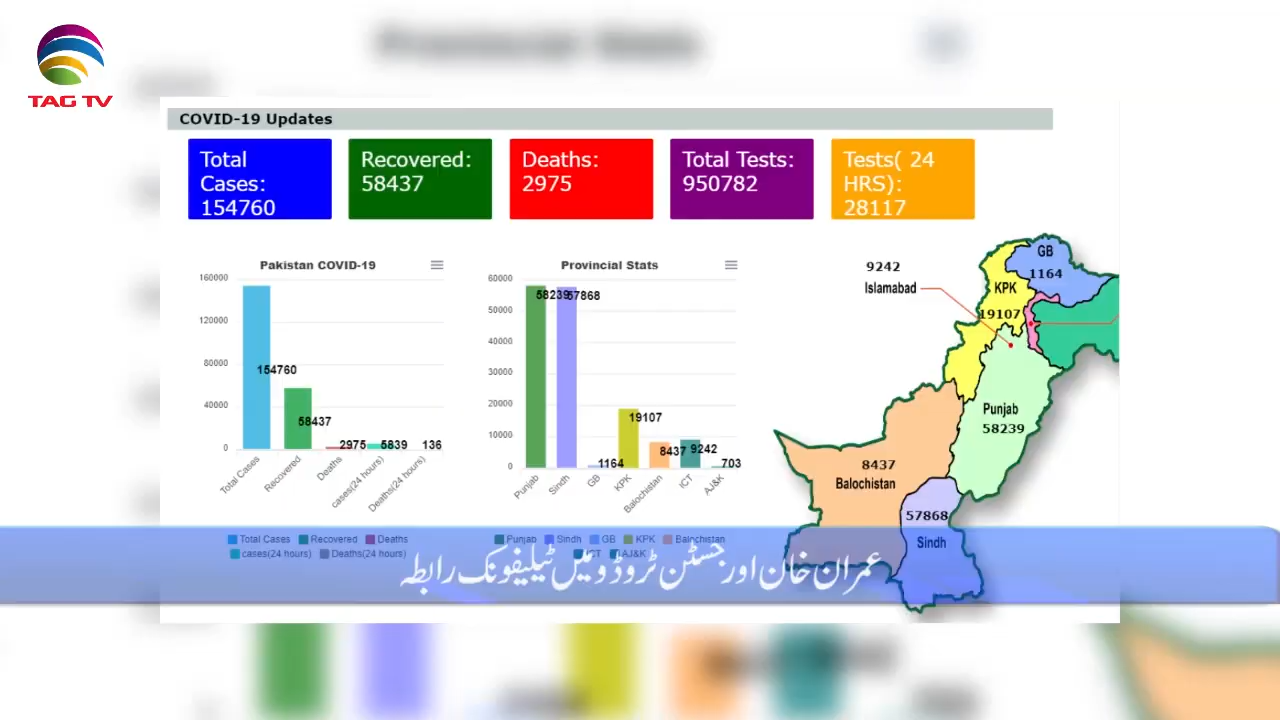 TAG TV
COVID-19 Updates
Total Cases: 154760
Recovered: 58437
Deaths: 2975
Total Tests: 950782
Tests( 24 HRS): 28117
Pakistan COVID-19
160000
120000
80000
40000
0
154760
58437
2975
5839
136
Total Cases
Recovered
Deaths
cases(24 hours)
Deaths(24 hours)
Total Cases Recovered Deaths
cases(24 hours) Deaths(24 hours)
Provincial Stats
60000
50000
40000
30000
20000
10000
0
58239
57868
1164
19107
8437
9242
703
Punjab
Sindh
GB
KPK
Balochistan
ICT
AJ&K
Punjab Sindh GB KPK Balochistan
ICT AJ&K
9242
Islamabad
GB
1164
KPK
19107
Punjab
58239
8437
Balochistan
57868
Sindh
عمران خان اور جسٹن ٹروڈو میں ٹیلیفونک رابطہ
Provincial Stats